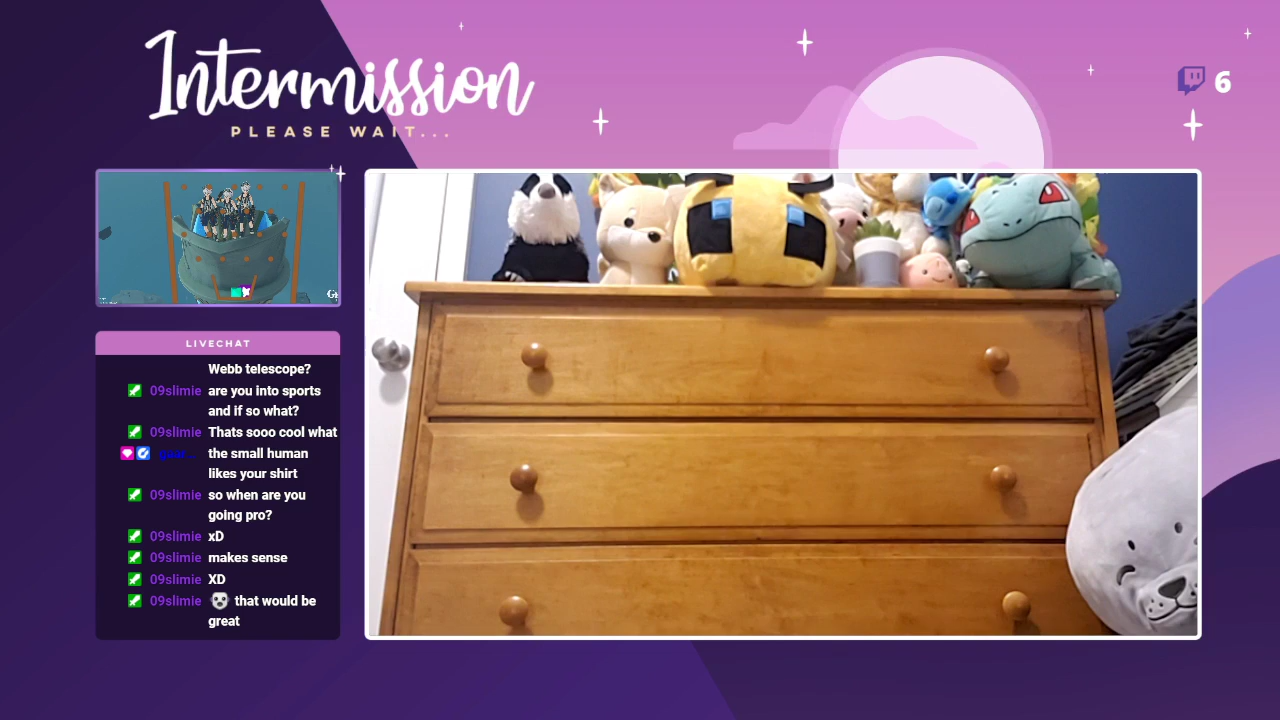 Intermission
PLEASE WAIT...
6
LIVECHAT
Webb telescope?
09slimie are you into sports
and if so what?
09slimie Thats sooo cool what
the small human
likes your shirt
09slimie so when are you
going pro?
09slimie xD
09slimie makes sense
09slimie XD
09slimie that would be
great